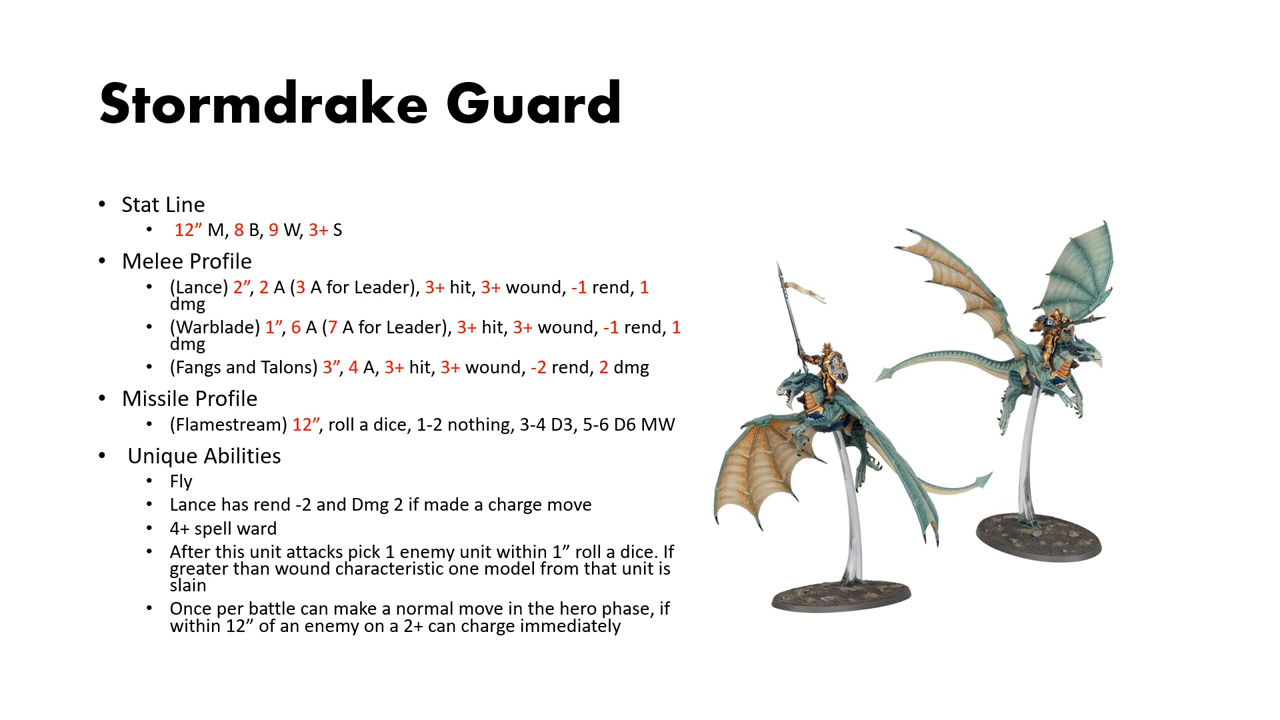 Stormdrake Guard
• Stat Line
• 12” M, 8 B, 9 W, 3+ S
• Melee Profile
• (Lance) 2”, 2 A (3 A for Leader), 3+ hit, 3+ wound, -1 rend, 1
dmg
• (Warblade) 1”, 6 A (7 A for Leader), 3+ hit, 3+ wound, -1 rend, 1
dmg
• (Fangs and Talons) 3”, 4 A, 3+ hit, 3+ wound, -2 rend, 2 dmg
• Missile Profile
• (Flamestream) 12”, roll a dice, 1-2 nothing, 3-4 D3, 5-6 D6 MW
• Unique Abilities
• Fly
• Lance has rend -2 and Dmg 2 if made a charge move
• 4+ spell ward
• After this unit attacks pick 1 enemy unit within 1” roll a dice. If
greater than wound characteristic one model from that unit is
slain
• Once per battle can make a normal move in the hero phase, if
within 12” of an enemy on a 2+ can charge immediately